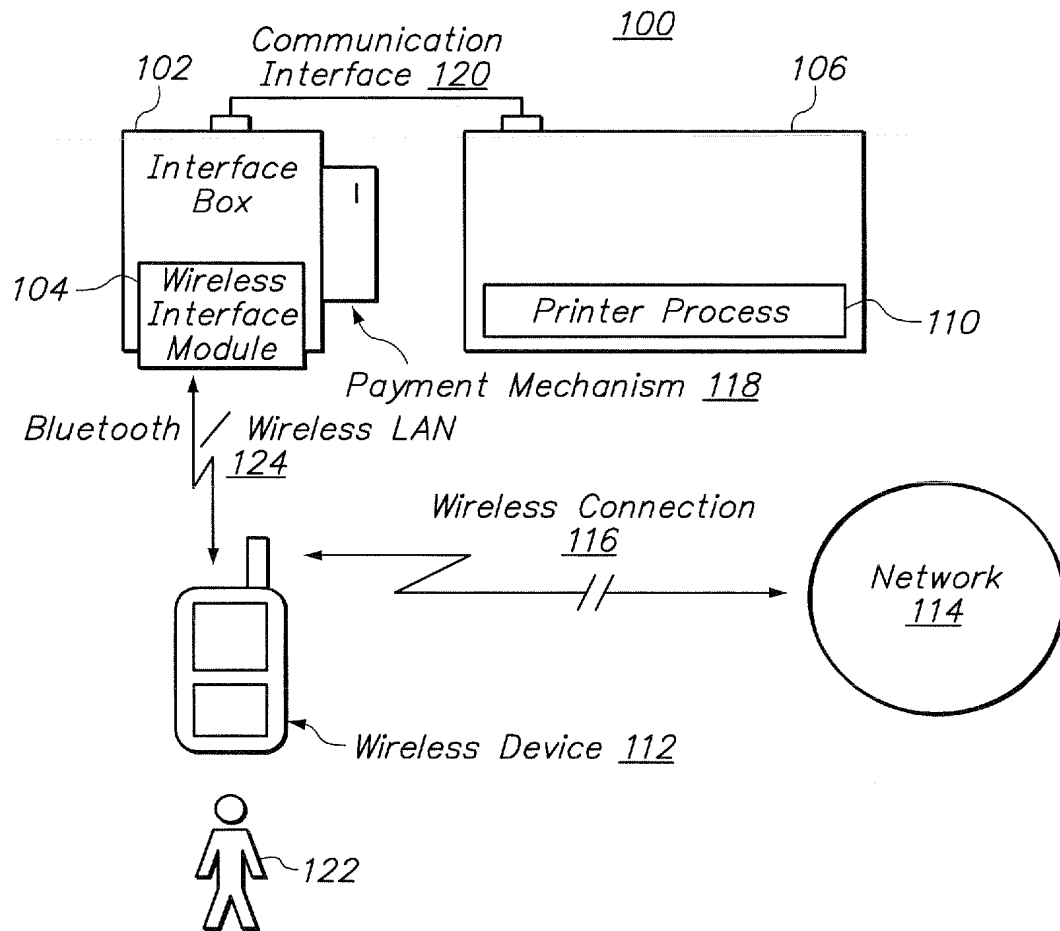 100
Communication
Interface 120
102
106
Interface
Box
104
Wireless
Interface
Module
Printer Process
110
Payment Mechanism 118
Bluetooth / Wireless LAN
124
Wireless Connection
116
Network
114
Wireless Device 112
122